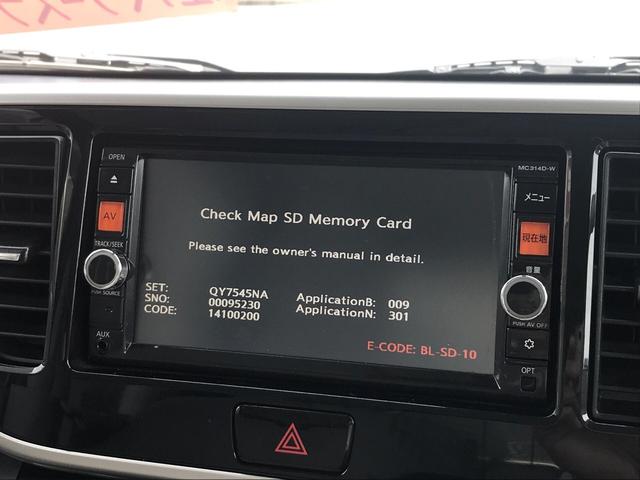 OPEN
MC314D-W
AV
メニュー
現在地
TRACK/SEEK
PUSH SOURCE
音量
PUSH AV OFF
AUX
OPT
Check Map SD Memory Card
Please see the owner's manual in detail.
SET: QY7545NA ApplicationB: 009
SNO: 00095230 ApplicationN: 301
CODE: 14100200
E-CODE: BL-SD-10